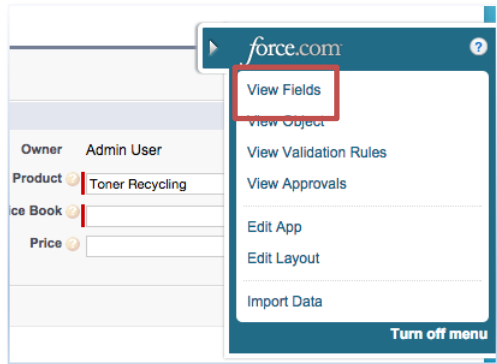 force.com
?
View Fields
View Object
Owner Admin User
View Validation Rules
Product ? Toner Recycling
View Approvals
ice Book ?
Edit App
Price ?
Edit Layout
Import Data
Turn off menu